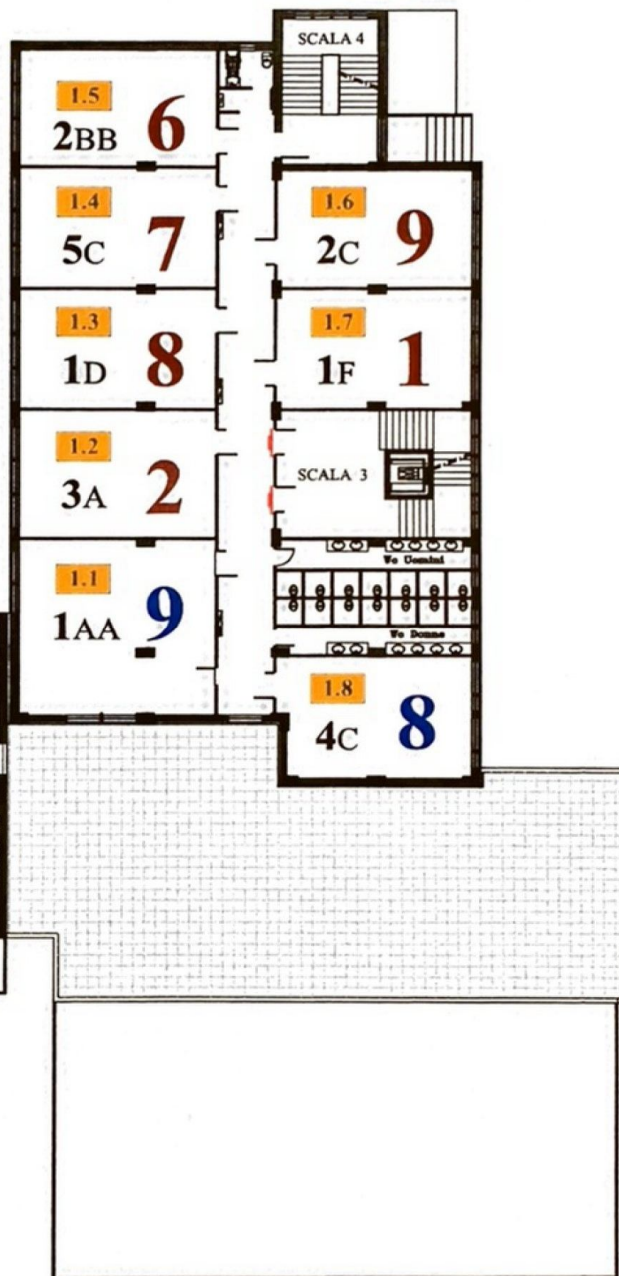 SCALA 4
1.5
2BB 6
1.4
5C 7
1.6
2C 9
1.3
1D 8
1.7
1F 1
1.2
3A 2
SCALA 3
1.1
1AA 9
Wc Uomini
Wc Donne
1.8
4C 8